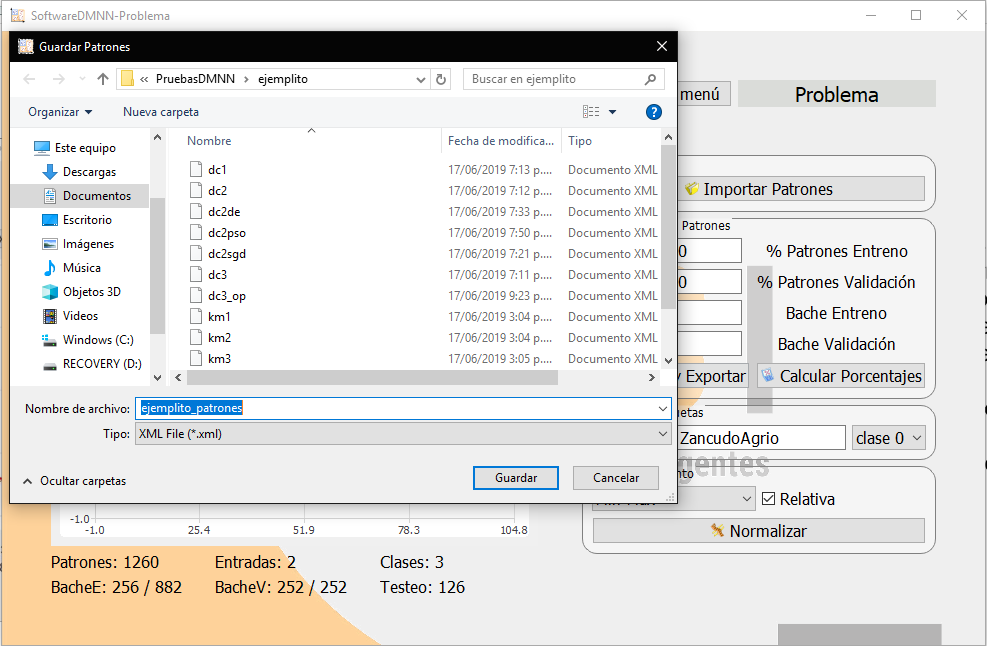 SoftwareDMNN-Problema
Guardar Patrones
« PruebasDMNN › ejemplito
Buscar en ejemplito
menú
Problema
Organizar
Nueva carpeta
Este equipo
Descargas
Documentos
Escritorio
Imágenes
Música
Objetos 3D
Videos
Windows (C:)
RECOVERY (D:)
Nombre Fecha de modifica... Tipo
dc1 17/06/2019 7:13 p.... Documento XML
dc2 17/06/2019 7:12 p.... Documento XML
dc2de 17/06/2019 7:33 p.... Documento XML
dc2pso 17/06/2019 7:50 p.... Documento XML
dc2sgd 17/06/2019 7:21 p.... Documento XML
dc3 17/06/2019 7:11 p.... Documento XML
dc3_op 17/06/2019 9:23 p.... Documento XML
km1 17/06/2019 3:04 p.... Documento XML
km2 17/06/2019 3:04 p.... Documento XML
km3 17/06/2019 3:05 p.... Documento XML
Nombre de archivo: ejemplito_patrones
Tipo: XML File (*.xml)
Ocultar carpetas
Guardar
Cancelar
Importar Patrones
Patrones
0 % Patrones Entreno
0 % Patrones Validación
Bache Entreno
Bache Validación
y Exportar
Calcular Porcentajes
uetas
ZancudoAgrio
clase 0
gentes
nto
Relativa
Normalizar
-1.0
-1.0 25.4 51.9 78.3 104.8
Patrones: 1260 Entradas: 2 Clases: 3
BacheE: 256 / 882 BacheV: 252 / 252 Testeo: 126